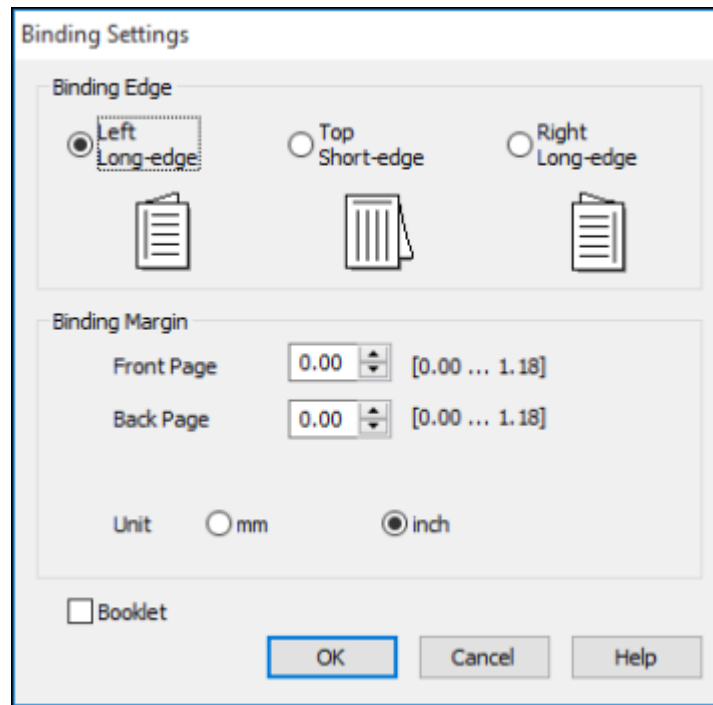 Binding Settings
Binding Edge
Left
Long-edge
Top
Short-edge
Right
Long-edge
Binding Margin
Front Page 0.00 [0.00 ... 1.18]
Back Page 0.00 [0.00 ... 1.18]
Unit mm inch
Booklet
OK Cancel Help